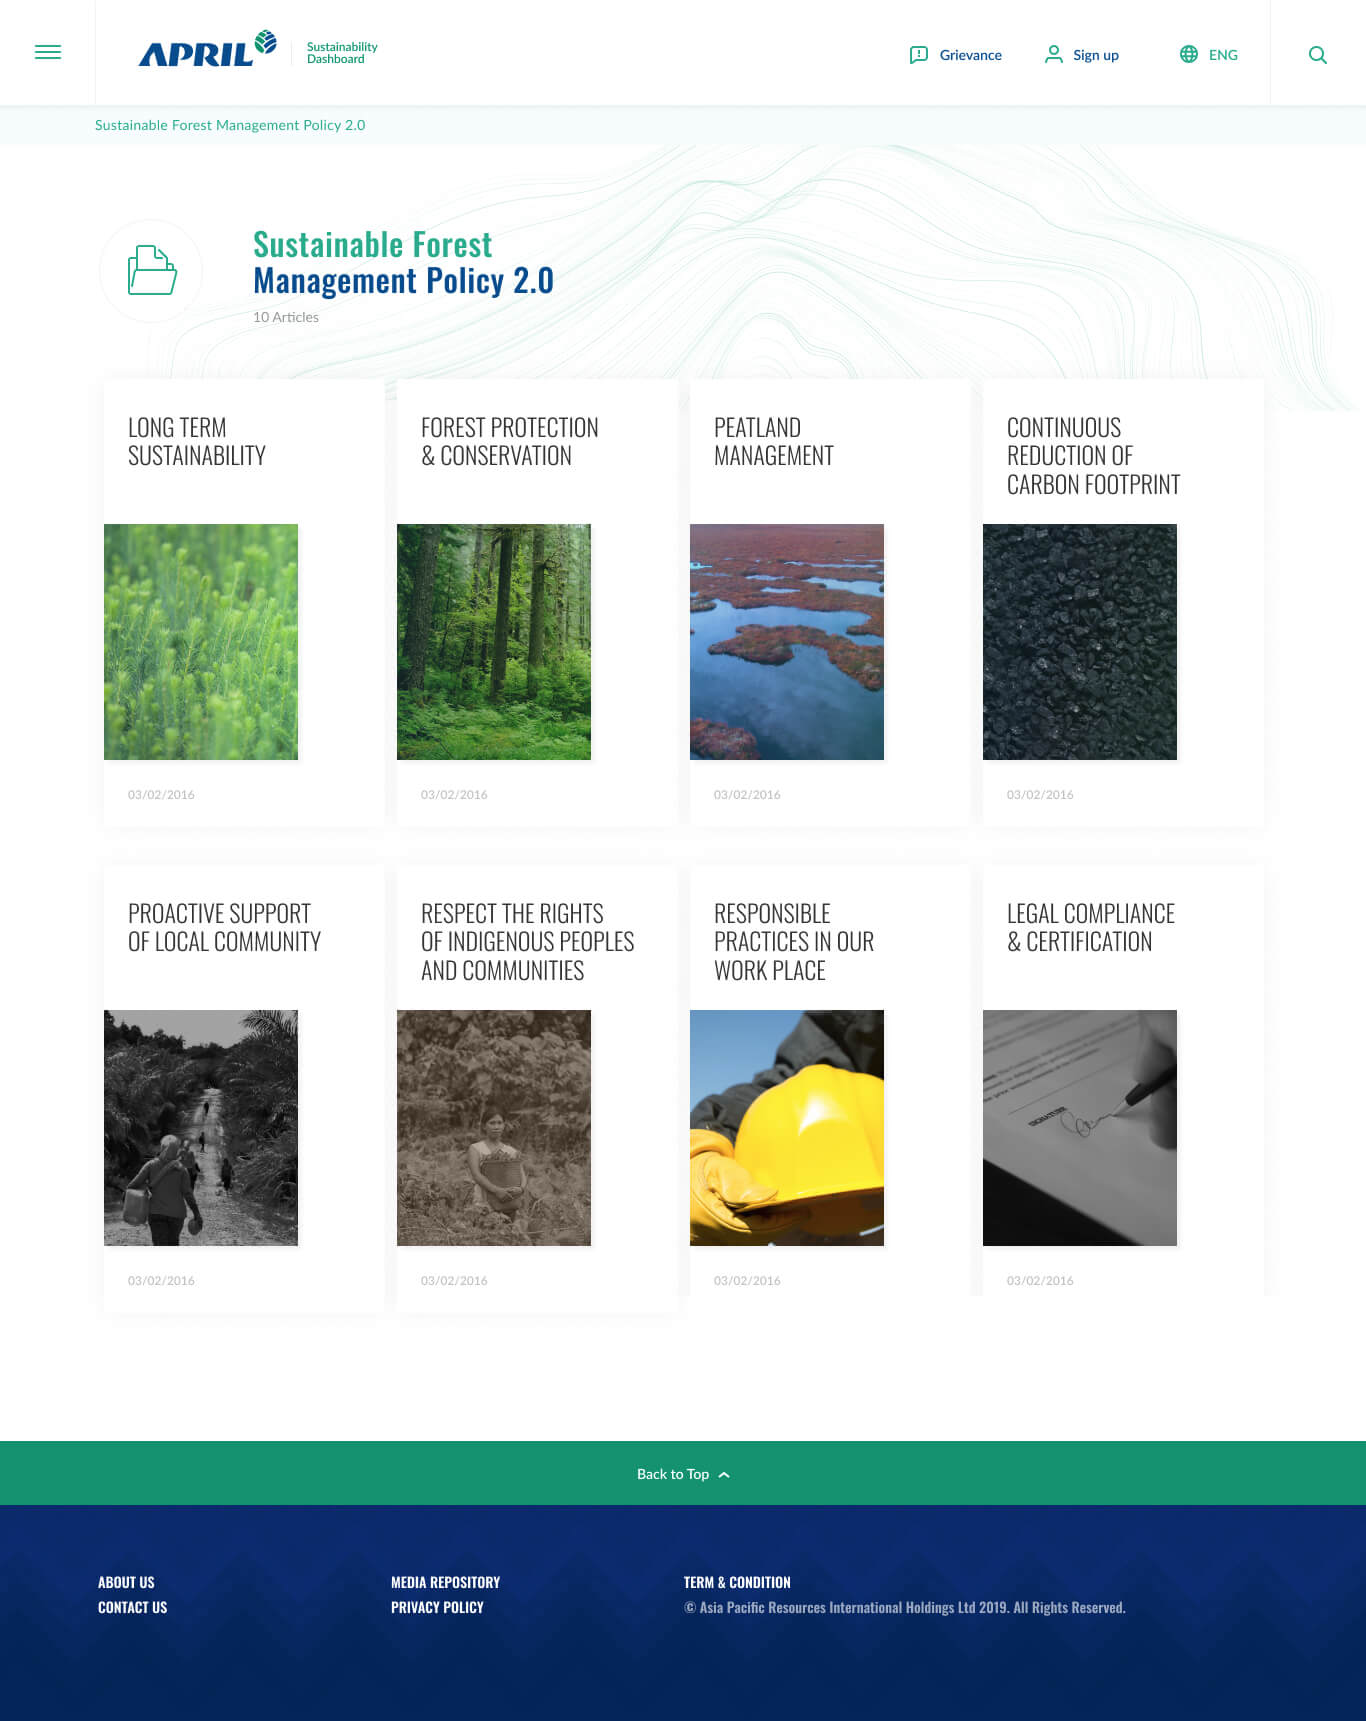 APRIL
Sustainability
Dashboard
Grievance
Sign up
ENG
Sustainable Forest Management Policy 2.0
Sustainable Forest
Management Policy 2.0
10 Articles
LONG TERM
SUSTAINABILITY
FOREST PROTECTION
& CONSERVATION
PEATLAND
MANAGEMENT
CONTINUOUS
REDUCTION OF
CARBON FOOTPRINT
03/02/2016
03/02/2016
03/02/2016
03/02/2016
PROACTIVE SUPPORT
OF LOCAL COMMUNITY
RESPECT THE RIGHTS
OF INDIGENOUS PEOPLES
AND COMMUNITIES
RESPONSIBLE
PRACTICES IN OUR
WORK PLACE
LEGAL COMPLIANCE
& CERTIFICATION
SIGNATURE
03/02/2016
03/02/2016
03/02/2016
03/02/2016
Back to Top
ABOUT US
CONTACT US
MEDIA REPOSITORY
PRIVACY POLICY
TERM & CONDITION
© Asia Pacific Resources International Holdings Ltd 2019. All Rights Reserved.